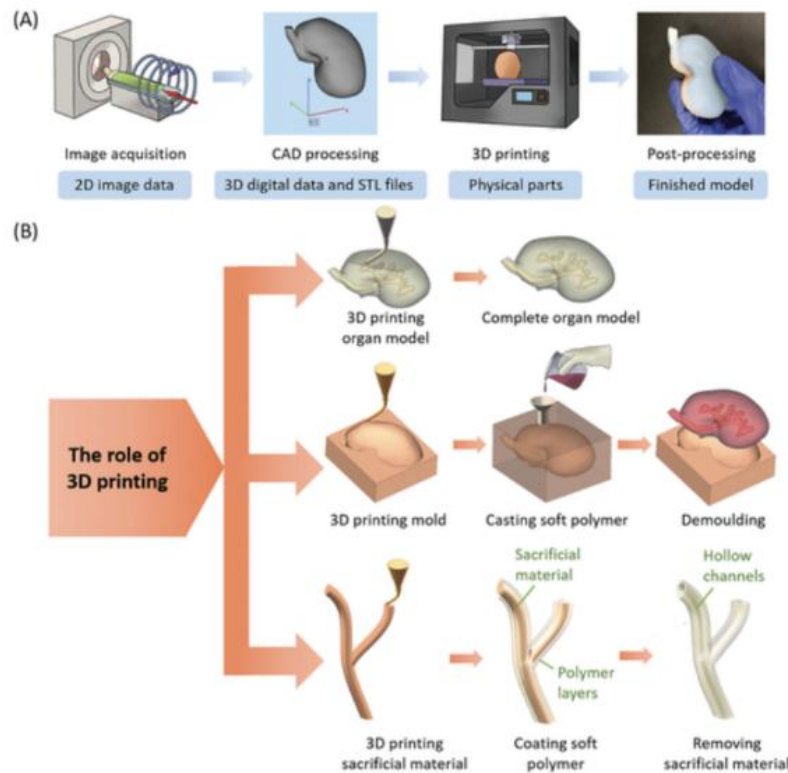 (A)
Image acquisition
CAD processing
3D printing
Post-processing
2D image data
3D digital data and STL files
Physical parts
Finished model
(B)
3D printing
organ model
Complete organ model
The role of
3D printing
3D printing mold
Casting soft polymer
Demoulding
Sacrificial
material
Polymer
layers
Hollow
channels
3D printing
sacrificial material
Coating soft
polymer
Removing
sacrificial material